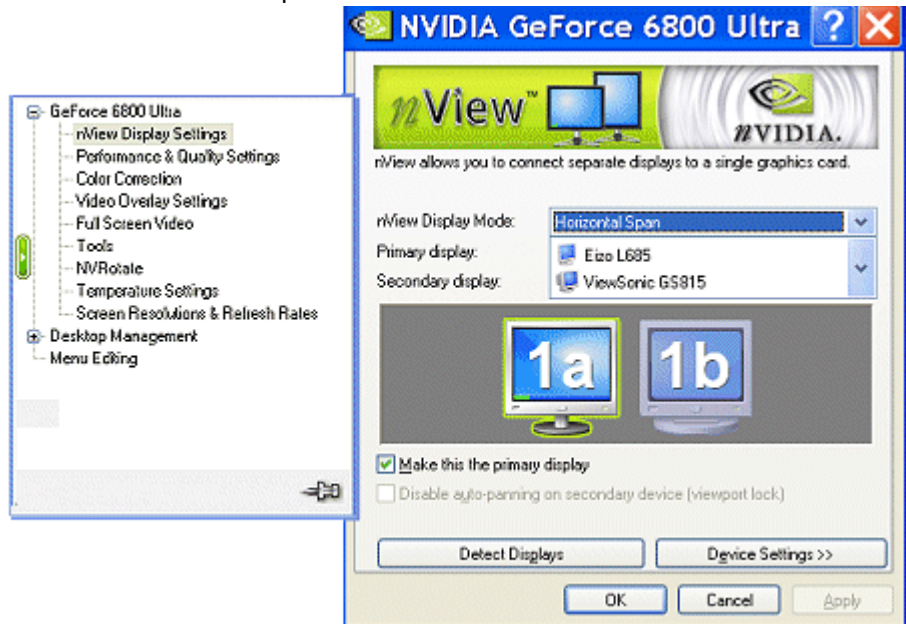 GeForce 6800 Ultra
nView Display Settings
Performance & Quality Settings
Color Correction
Video Overlay Settings
Full Screen Video
Tools
NVRotate
Temperature Settings
Screen Resolutions & Refresh Rates
Desktop Management
Menu Editing
NVIDIA GeForce 6800 Ultra
nView™
NVIDIA.
nView allows you to connect separate displays to a single graphics card.
nView Display Mode: Horizontal Span
Primary display: Eizo L685
Secondary display: ViewSonic GS815
1a 1b
Make this the primary display
Disable auto-panning on secondary device (viewport lock)
Detect Displays Device Settings >>
OK Cancel Apply